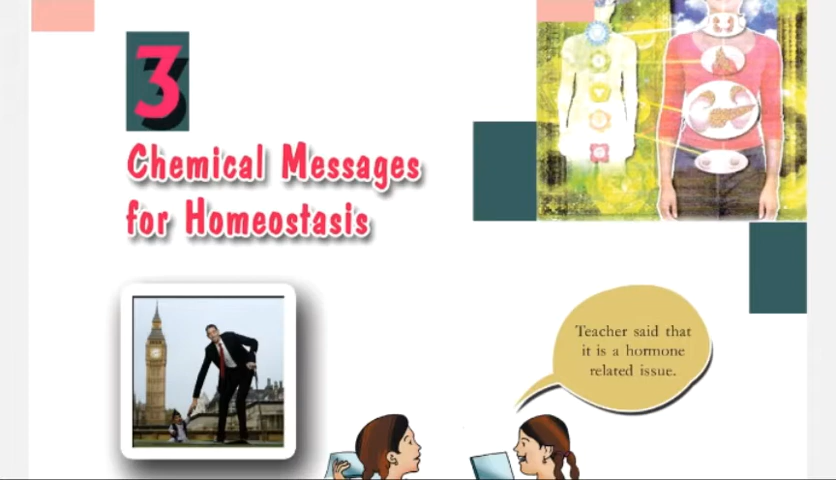 3
Chemical Messages
for Homeostasis
Teacher said that
it is a hormone
related issue.